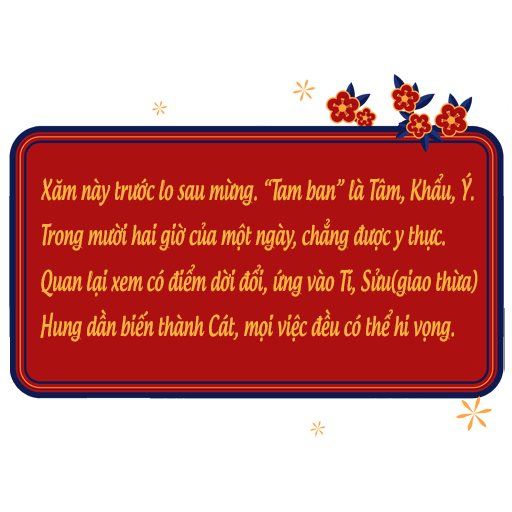 Xăm này trước lo sau mừng. “Tam ban” là Tâm, Khẩu, Ý.
Trong mười hai giờ của một ngày, chẳng được y thực.
Quan lại xem có điểm dời đổi, ứng vào Tí, Sửu(giao thừa)
Hung dần biến thành Cát, mọi việc đều có thể hi vọng.